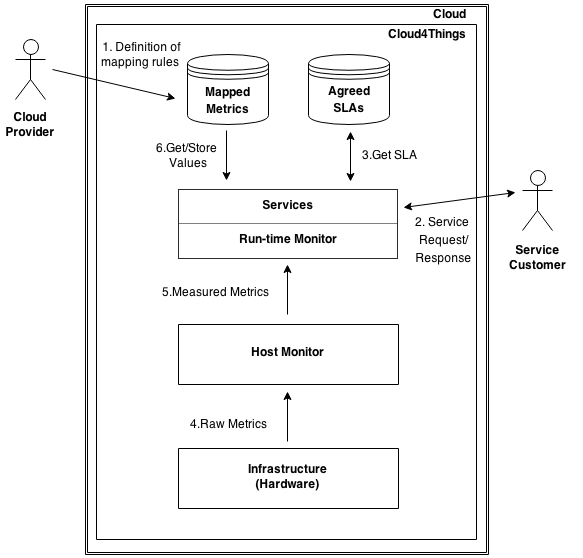 Cloud
Cloud4Things
1. Definition of
mapping rules
Cloud
Provider
Mapped
Metrics
Agreed
SLAs
6.Get/Store
Values
3.Get SLA
Services
Run-time Monitor
2. Service
Request/
Response
Service
Customer
5.Measured Metrics
Host Monitor
4.Raw Metrics
Infrastructure
(Hardware)